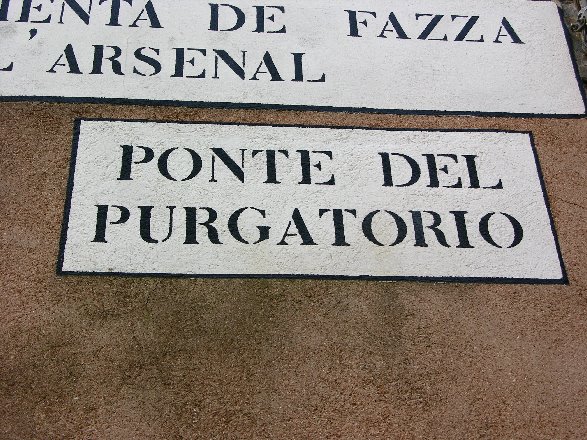 DE FAZZA
L'ARSENAL
PONTE DEL
PURGATORIO